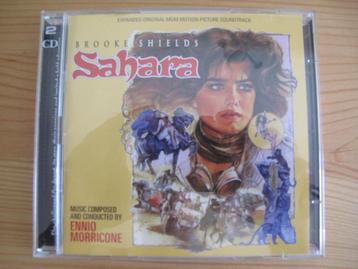 2
CD
EXPANDED ORIGINAL MGM MOTION PICTURE SOUNDTRACK
BROOKE SHIELDS
Sahara
MUSIC COMPOSED
AND CONDUCTED BY
ENNIO
MORRICONE